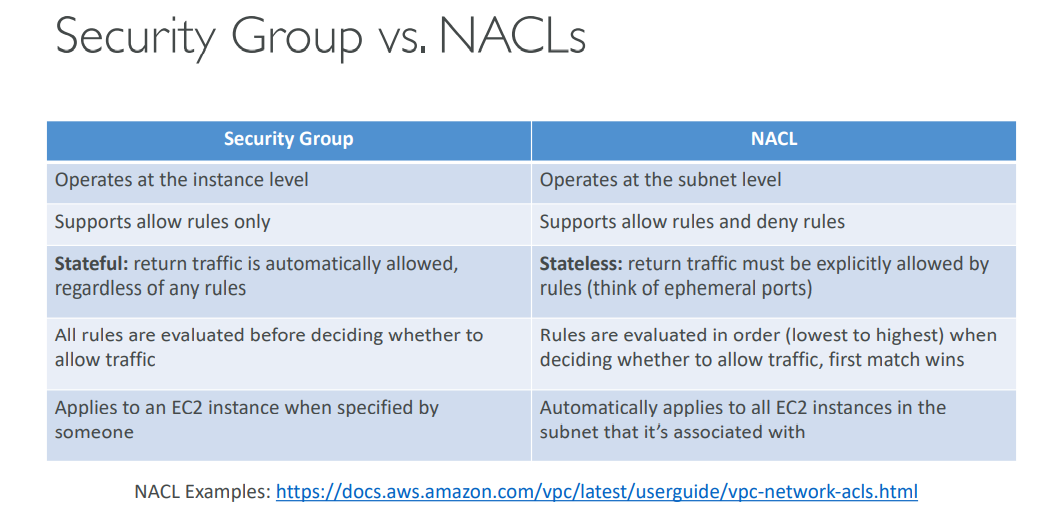 Security Group vs. NACLs
Security Group
NACL
Operates at the instance level
Operates at the subnet level
Supports allow rules only
Supports allow rules and deny rules
Stateful: return traffic is automatically allowed,
regardless of any rules
Stateless: return traffic must be explicitly allowed by
rules (think of ephemeral ports)
All rules are evaluated before deciding whether to
allow traffic
Rules are evaluated in order (lowest to highest) when
deciding whether to allow traffic, first match wins
Applies to an EC2 instance when specified by
someone
Automatically applies to all EC2 instances in the
subnet that it’s associated with
NACL Examples: https://docs.aws.amazon.com/vpc/latest/userguide/vpc-network-acls.html